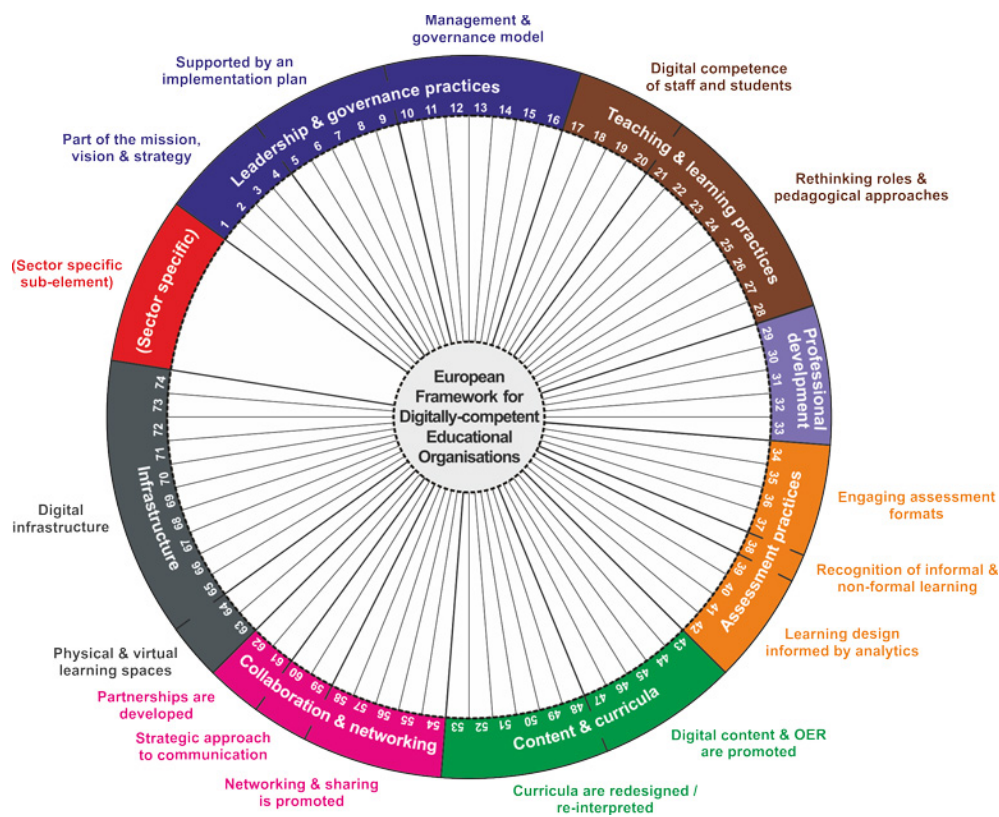 Management &
governance model
Supported by an
implementation plan
Part of the mission,
vision & strategy
(Sector specific
sub-element)
Digital competence
of staff and students
Rethinking roles &
pedagogical approaches
Engaging assessment
formats
Recognition of informal &
non-formal learning
Learning design
informed by analytics
Digital content & OER
are promoted
Curricula are redesigned /
re-interpreted
Networking & sharing
is promoted
Strategic approach
to communication
Partnerships are
developed
Physical & virtual
learning spaces
Digital
infrastructure
Leadership & governance practices
1 2 3 4 5 6 7 8 9 10 11 12 13 14 15 16
Teaching & learning practices
17 18 19 20 21 22 23 24 25 26 27 28
Professional
develpment
29 30 31 32 33
Assessment practices
34 35 36 37 38 39 40 41 42
Content & curricula
43 44 45 46 47 48 49 50 51 52 53
Collaboration & networking
54 55 56 57 58 59 60 61 62
Infrastructure
63 64 65 66 67 68 69 70 71 72 73 74
(Sector specific)
European
Framework for
Digitally-competent
Educational
Organisations